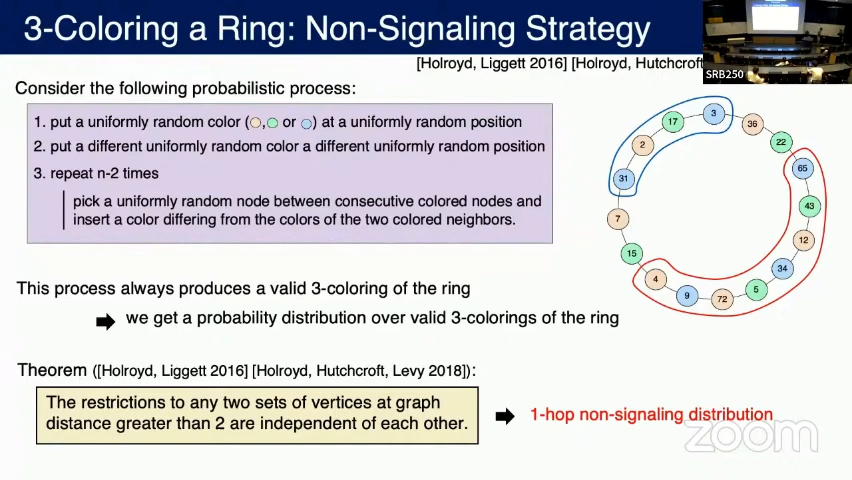 3-Coloring a Ring: Non-Signaling Strategy
[Holroyd, Liggett 2016] [Holroyd, Hutchcroft
SRB250
Consider the following probabilistic process:
1. put a uniformly random color ( , or ) at a uniformly random position
2. put a different uniformly random color a different uniformly random position
3. repeat n-2 times
pick a uniformly random node between consecutive colored nodes and
insert a color differing from the colors of the two colored neighbors.
3
36
17
22
2
65
31
43
7
12
15
34
4
5
9
72
This process always produces a valid 3-coloring of the ring
we get a probability distribution over valid 3-colorings of the ring
Theorem ([Holroyd, Liggett 2016] [Holroyd, Hutchcroft, Levy 2018]):
The restrictions to any two sets of vertices at graph
distance greater than 2 are independent of each other.
1-hop non-signaling distribution
zoom